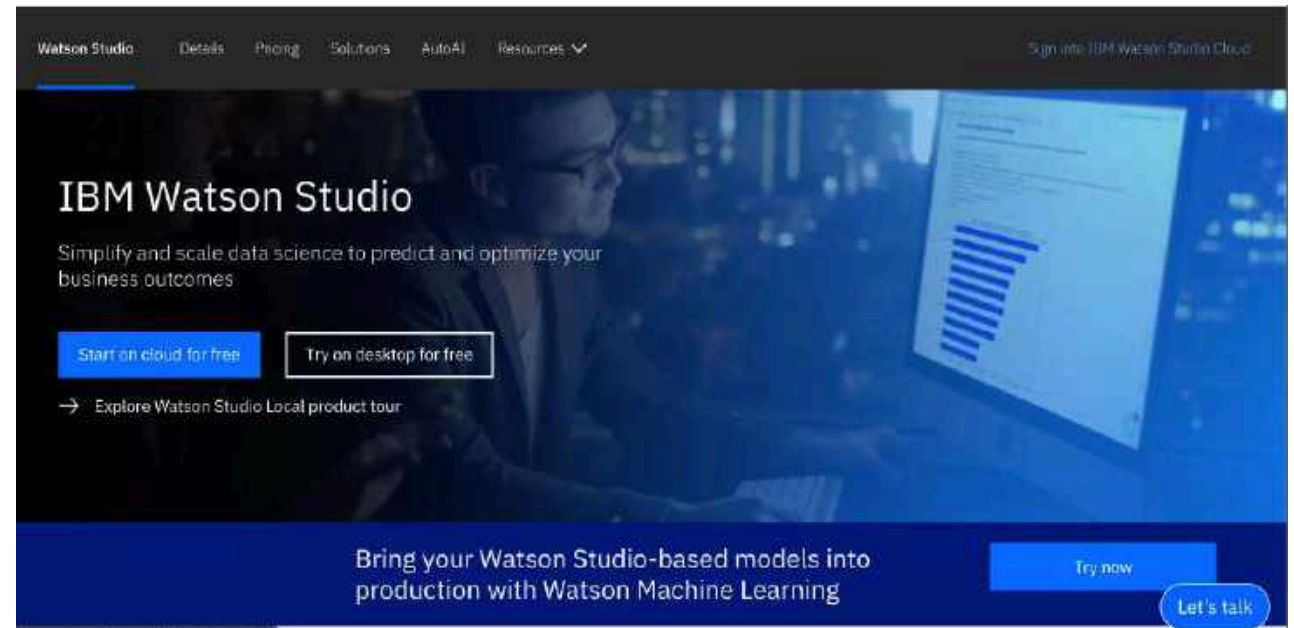 Watson Studio
Details
Pricing
Solutions
AutoAI
Resources
Sign into IBM Watson Studio Cloud
IBM Watson Studio
Simplify and scale data science to predict and optimize your
business outcomes
Start on cloud for free
Try on desktop for free
→ Explore Watson Studio Local product tour
Bring your Watson Studio-based models into
production with Watson Machine Learning
Try now
Let's talk